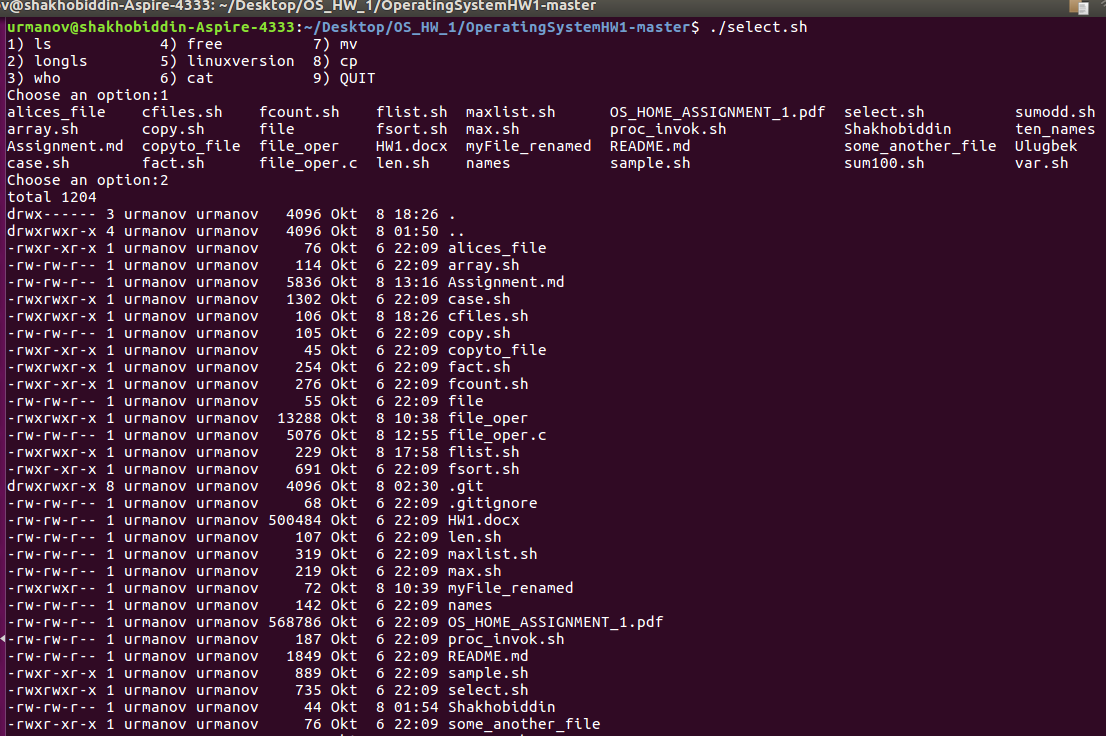 v@shakhobiddin-Aspire-4333: ~/Desktop/OS_HW_1/OperatingSystemHW1-master
urmanov@shakhobiddin-Aspire-4333:~/Desktop/OS_HW_1/OperatingSystemHW1-master$ ./select.sh
1) ls            4) free          7) mv
2) longls        5) linuxversion  8) cp
3) who           6) cat           9) QUIT
Choose an option:1
alices_file    cfiles.sh    fcount.sh    flist.sh  maxlist.sh      OS_HOME_ASSIGNMENT_1.pdf  select.sh          sumodd.sh
array.sh       copy.sh      file         fsort.sh  max.sh          proc_invok.sh             Shakhobiddin       ten_names
Assignment.md  copyto_file  file_oper    HW1.docx  myFile_renamed  README.md                 some_another_file  Ulugbek
case.sh        fact.sh      file_oper.c  len.sh    names           sample.sh                 sum100.sh          var.sh
Choose an option:2
total 1204
drwx------ 3 urmanov urmanov   4096 Okt  8 18:26 .
drwxrwxr-x 4 urmanov urmanov   4096 Okt  8 01:50 ..
-rwxr-xr-x 1 urmanov urmanov     76 Okt  6 22:09 alices_file
-rw-rw-r-- 1 urmanov urmanov    114 Okt  6 22:09 array.sh
-rw-rw-r-- 1 urmanov urmanov   5836 Okt  8 13:16 Assignment.md
-rwxrwxr-x 1 urmanov urmanov   1302 Okt  6 22:09 case.sh
-rwxrwxr-x 1 urmanov urmanov    106 Okt  8 18:26 cfiles.sh
-rw-rw-r-- 1 urmanov urmanov    105 Okt  6 22:09 copy.sh
-rwxr-xr-x 1 urmanov urmanov     45 Okt  6 22:09 copyto_file
-rwxrwxr-x 1 urmanov urmanov    254 Okt  6 22:09 fact.sh
-rwxr-xr-x 1 urmanov urmanov    276 Okt  6 22:09 fcount.sh
-rw-rw-r-- 1 urmanov urmanov     55 Okt  6 22:09 file
-rwxrwxr-x 1 urmanov urmanov  13288 Okt  8 10:38 file_oper
-rw-rw-r-- 1 urmanov urmanov   5076 Okt  8 12:55 file_oper.c
-rwxrwxr-x 1 urmanov urmanov    229 Okt  8 17:58 flist.sh
-rwxr-xr-x 1 urmanov urmanov    691 Okt  6 22:09 fsort.sh
drwxrwxr-x 8 urmanov urmanov   4096 Okt  8 02:30 .git
-rw-rw-r-- 1 urmanov urmanov     68 Okt  6 22:09 .gitignore
-rw-rw-r-- 1 urmanov urmanov 500484 Okt  6 22:09 HW1.docx
-rw-rw-r-- 1 urmanov urmanov    107 Okt  6 22:09 len.sh
-rw-rw-r-- 1 urmanov urmanov    319 Okt  6 22:09 maxlist.sh
-rw-rw-r-- 1 urmanov urmanov    219 Okt  6 22:09 max.sh
-rwxrwxr-x 1 urmanov urmanov     72 Okt  8 10:39 myFile_renamed
-rw-rw-r-- 1 urmanov urmanov    142 Okt  6 22:09 names
-rw-rw-r-- 1 urmanov urmanov 568786 Okt  6 22:09 OS_HOME_ASSIGNMENT_1.pdf
-rw-rw-r-- 1 urmanov urmanov    187 Okt  6 22:09 proc_invok.sh
-rw-rw-r-- 1 urmanov urmanov   1849 Okt  6 22:09 README.md
-rwxr-xr-x 1 urmanov urmanov    889 Okt  6 22:09 sample.sh
-rwxrwxr-x 1 urmanov urmanov    735 Okt  6 22:09 select.sh
-rw-rw-r-- 1 urmanov urmanov     44 Okt  8 01:54 Shakhobiddin
-rwxr-xr-x 1 urmanov urmanov     76 Okt  6 22:09 some_another_file